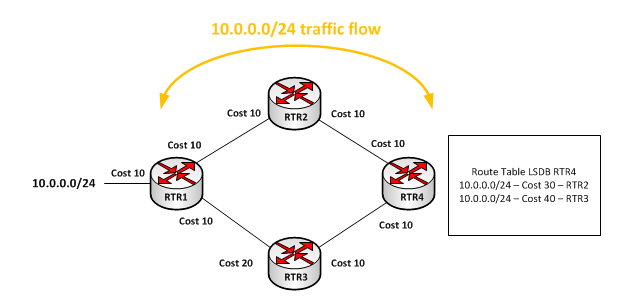 10.0.0.0/24 traffic flow
RTR2
Cost 10
Cost 10
Cost 10
Cost 10
10.0.0.0/24
Cost 10
RTR1
RTR4
Route Table LSDB RTR4
10.0.0.0/24 – Cost 30 – RTR2
10.0.0.0/24 – Cost 40 – RTR3
Cost 10
Cost 10
Cost 20
RTR3
Cost 10